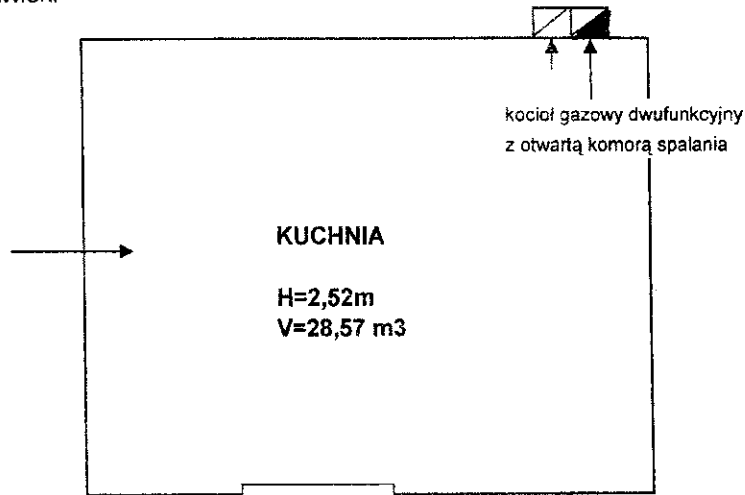 kocioł gazowy dwufunkcyjny
z otwartą komorą spalania
KUCHNIA
H=2,52m
V=28,57 m3